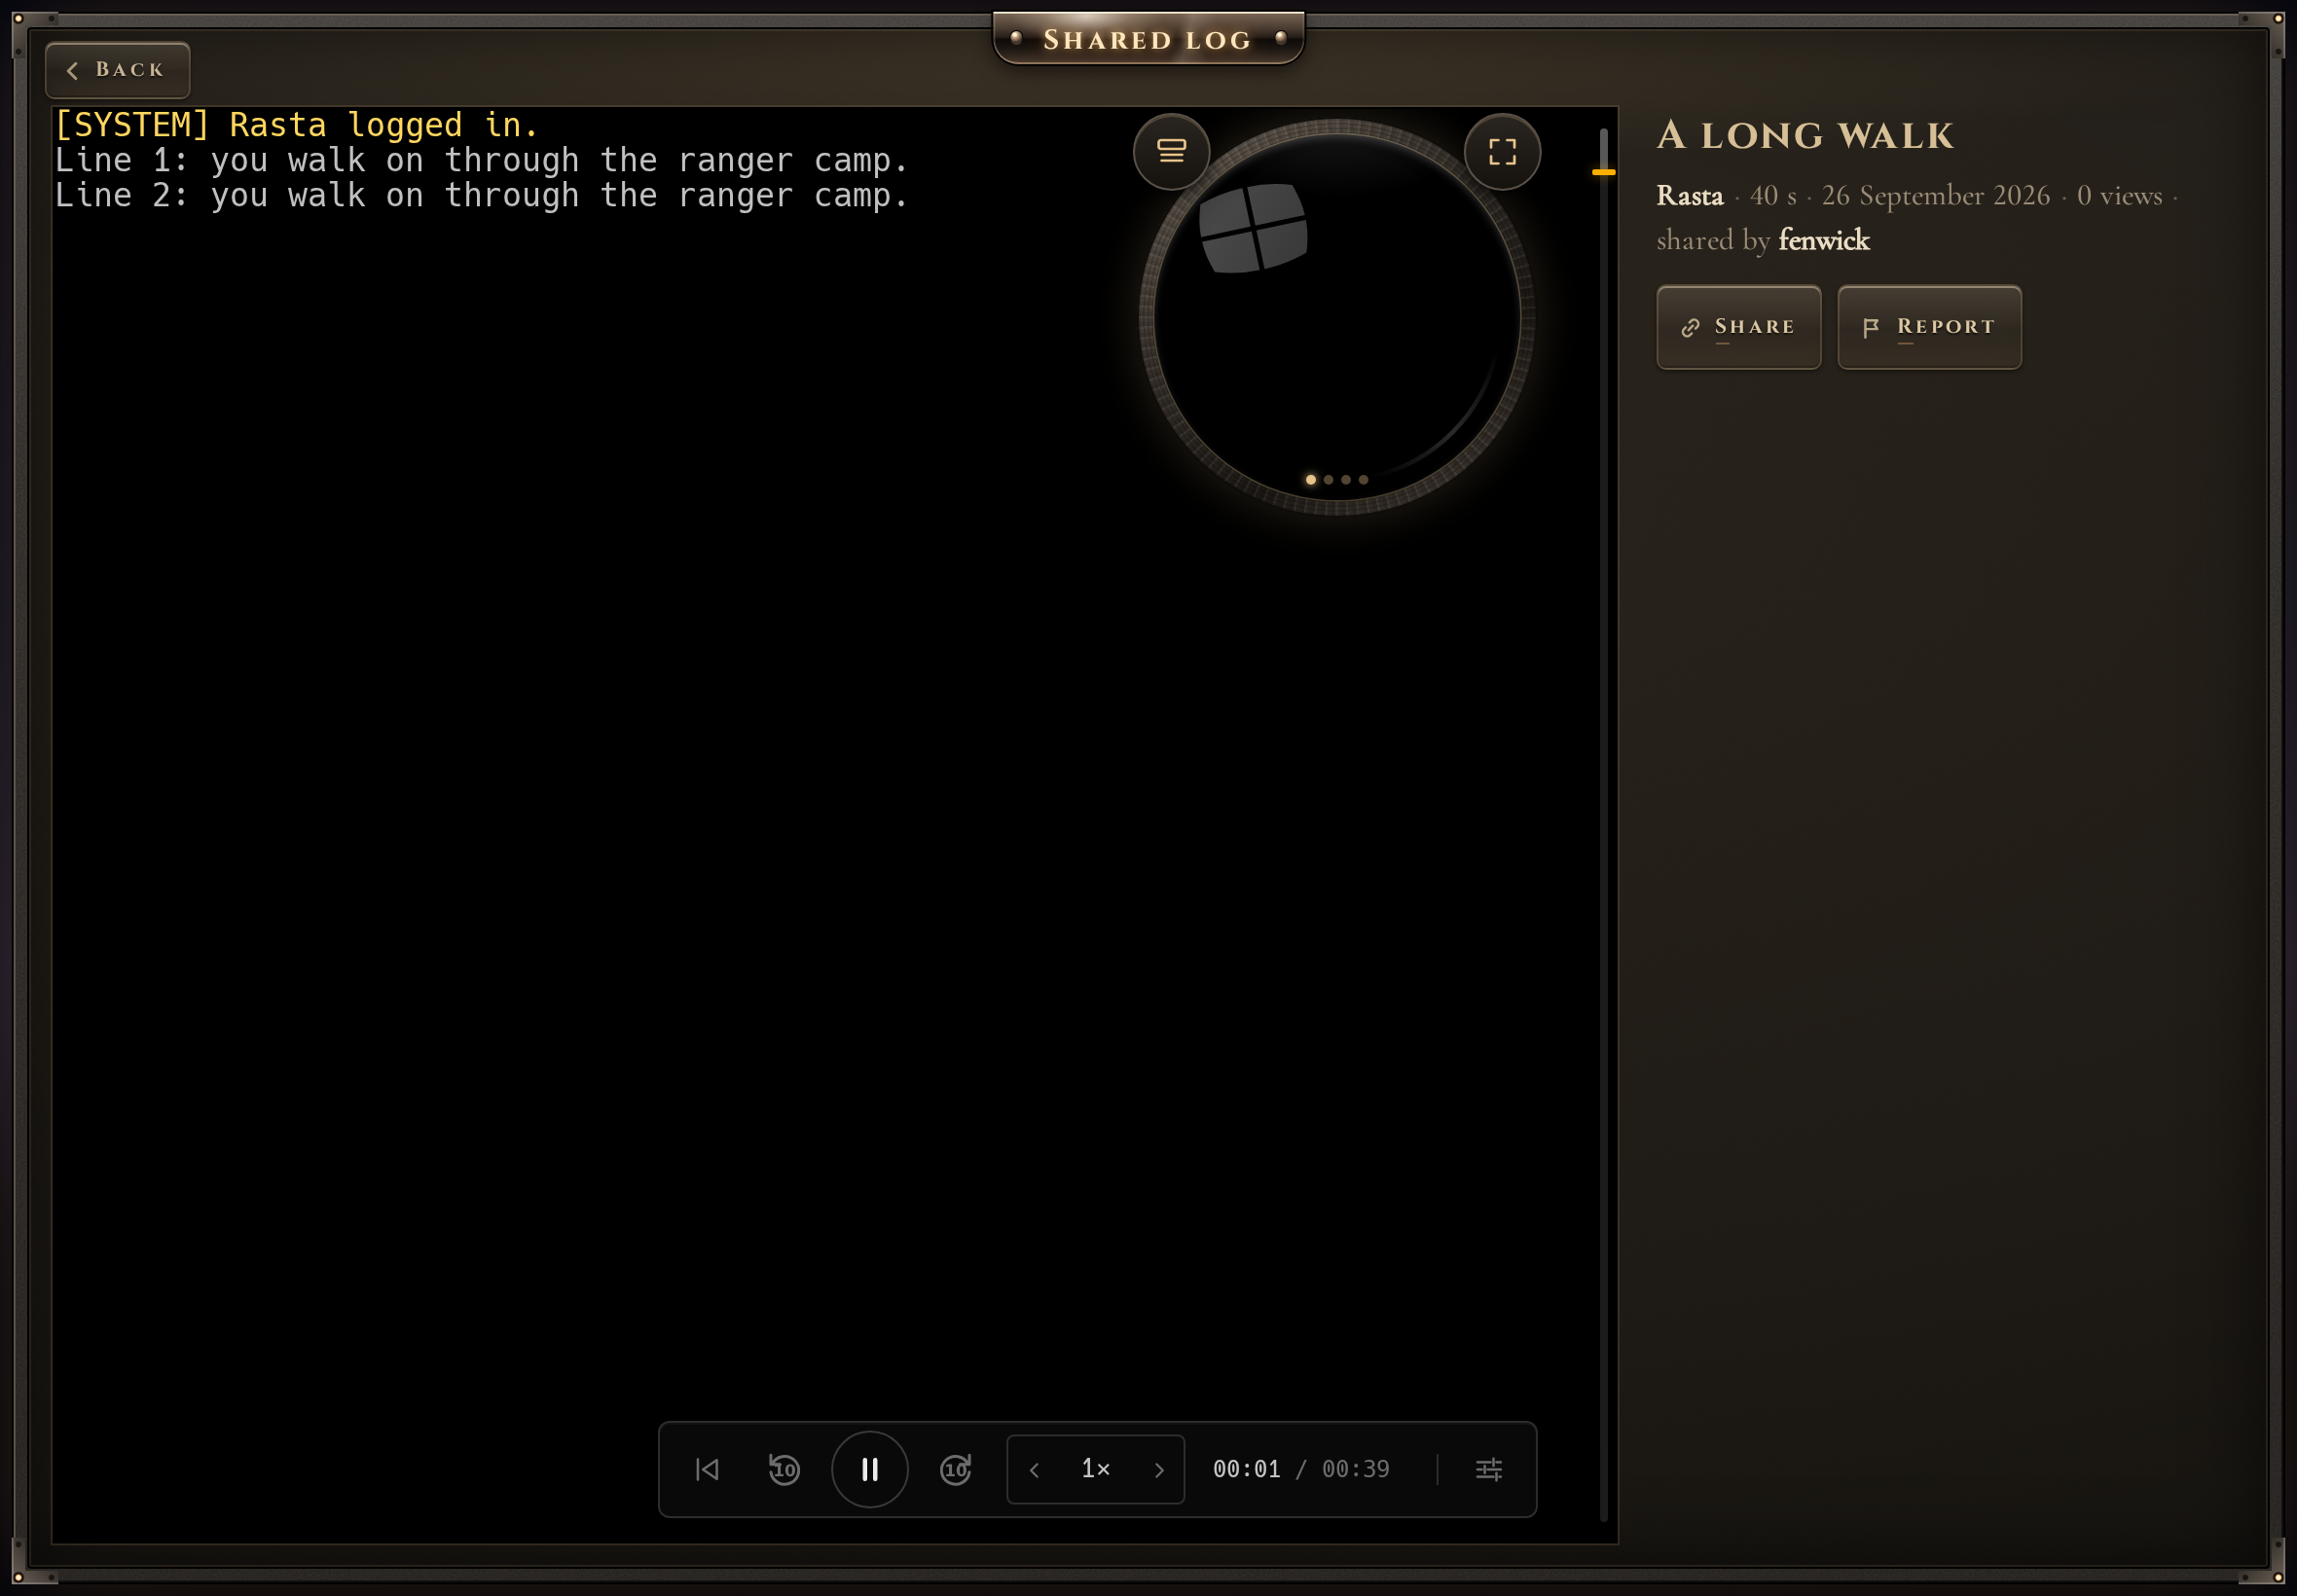 Shared log
Back
[SYSTEM] Rasta logged in.
Line 1: you walk on through the ranger camp.
Line 2: you walk on through the ranger camp.
A long walk
Rasta · 40 s · 26 September 2026 · 0 views ·
shared by fenwick
Share Report
10 10 1× 00:01 / 00:39